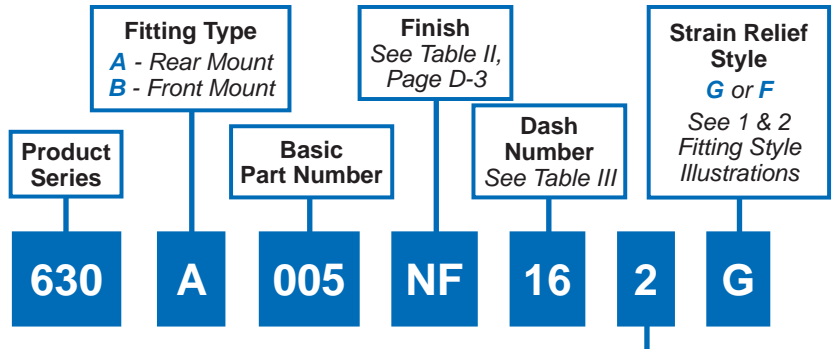 Fitting Type
A - Rear Mount
B - Front Mount
Finish
See Table II,
Page D-3
Strain Relief
Style
G or F
See 1 & 2
Fitting Style
Illustrations
Product
Series
Basic
Part Number
Dash
Number
See Table III
630 A 005 NF 16 2 G